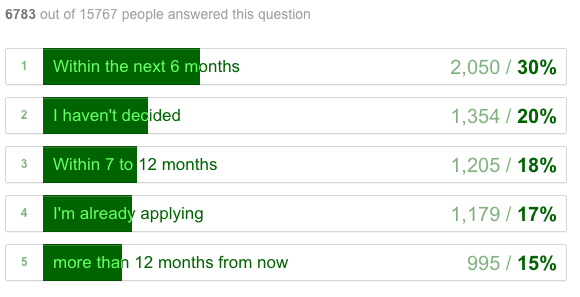 6783 out of 15767 people answered this question
1 Within the next 6 months 2,050 / 30%
2 I haven't decided 1,354 / 20%
3 Within 7 to 12 months 1,205 / 18%
4 I'm already applying 1,179 / 17%
5 more than 12 months from now 995 / 15%